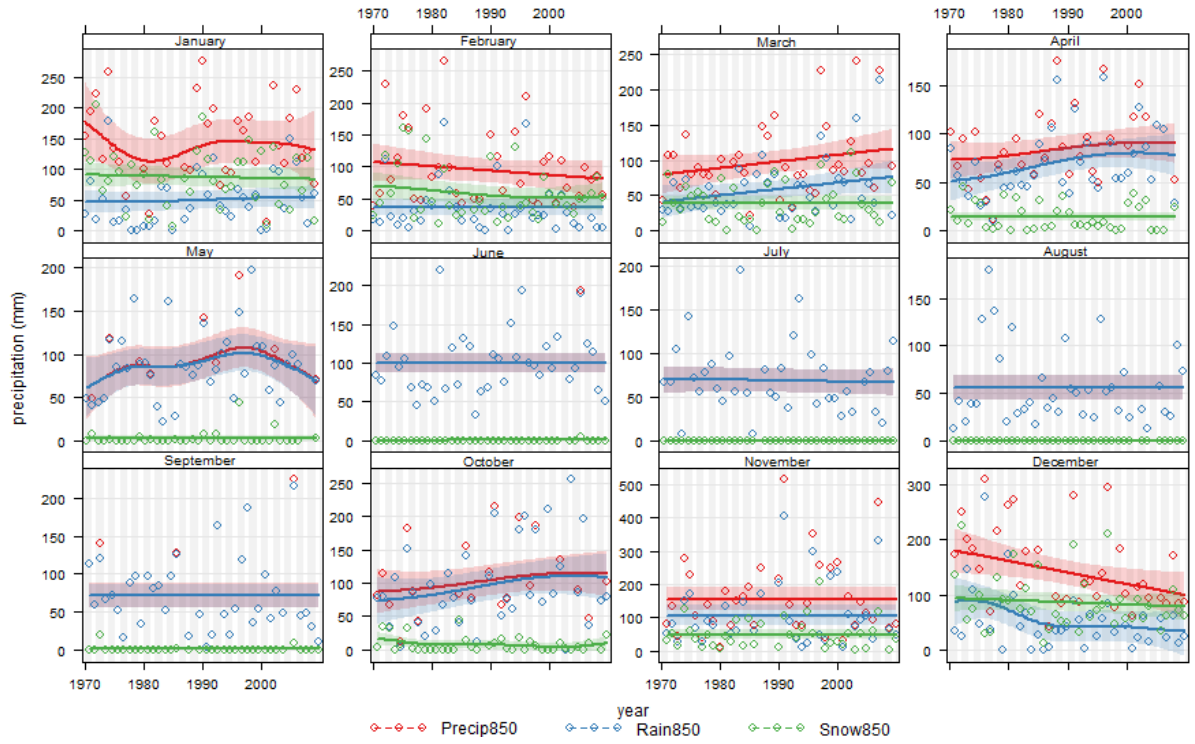 1970 1980 1990 2000 1970 1980 1990 2000
January February March April
250 200 150 100 50 0
250 200 150 100 50 0
250 200 150 100 50 0
150 100 50 0
May June July August
200 150 100 50 0
200 150 100 50 0
200 150 100 50 0
150 100 50 0
precipitation (mm)
September October November December
200 150 100 50 0
250 200 150 100 50 0
500 400 300 200 100 0
300 200 100 0
1970 1980 1990 2000 1970 1980 1990 2000
year
Precip850 Rain850 Snow850